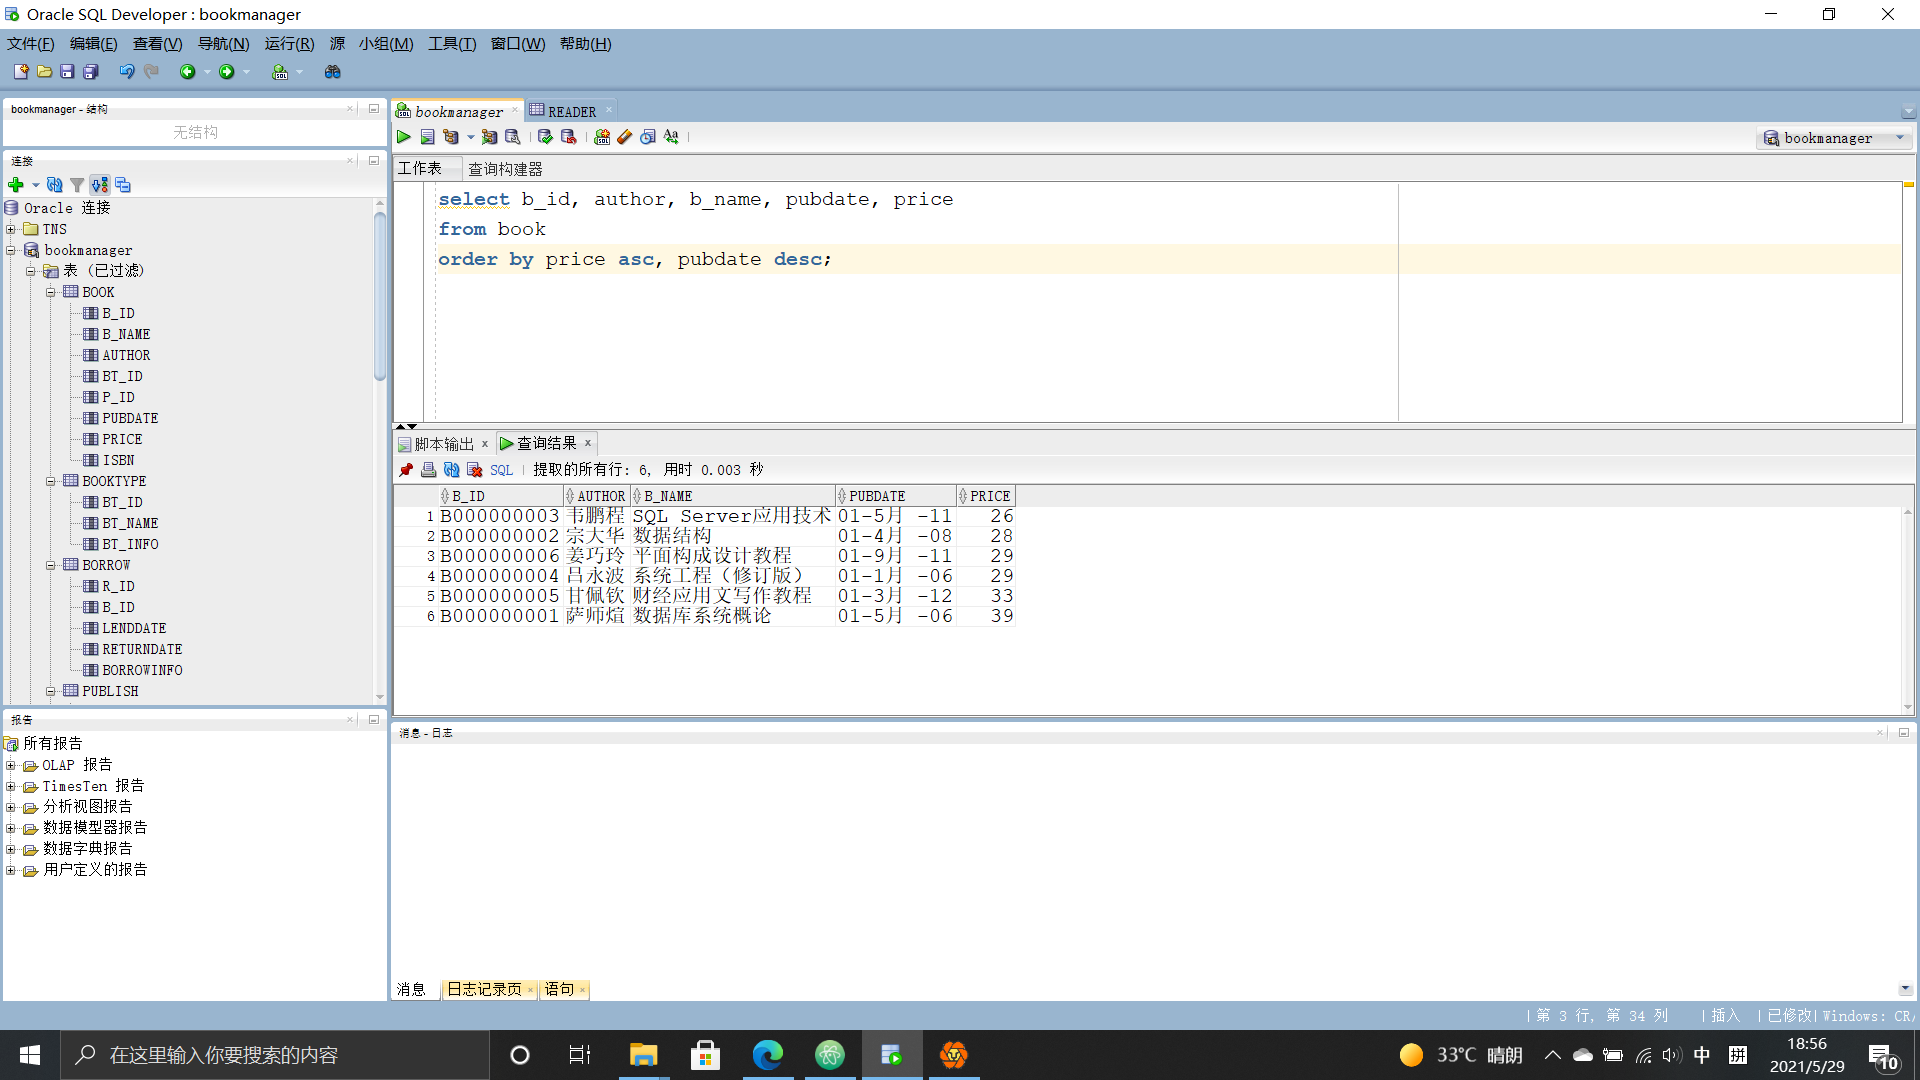 Oracle SQL Developer : bookmanager
文件(F) 编辑(E) 查看(V) 导航(N) 运行(R) 源 小组(M) 工具(T) 窗口(W) 帮助(H)
bookmanager - 结构
无结构
连接
Oracle 连接
TNS
bookmanager
表 (已过滤)
BOOK
B_ID
B_NAME
AUTHOR
BT_ID
P_ID
PUBDATE
PRICE
ISBN
BOOKTYPE
BT_ID
BT_NAME
BT_INFO
BORROW
R_ID
B_ID
LENDDATE
RETURNDATE
BORROWINFO
PUBLISH
报告
所有报告
OLAP 报告
TimesTen 报告
分析视图报告
数据模型器报告
数据字典报告
用户定义的报告
bookmanager READER
bookmanager
工作表 查询构建器
select b_id, author, b_name, pubdate, price
from book
order by price asc, pubdate desc;
脚本输出 查询结果
SQL 提取的所有行: 6, 用时 0.003 秒
B_ID AUTHOR B_NAME PUBDATE PRICE
1 B000000003 韦鹏程 SQL Server应用技术 01-5月 -11 26
2 B000000002 宗大华 数据结构 01-4月 -08 28
3 B000000006 姜巧玲 平面构成设计教程 01-9月 -11 29
4 B000000004 吕永波 系统工程（修订版） 01-1月 -06 29
5 B000000005 甘佩钦 财经应用文写作教程 01-3月 -12 33
6 B000000001 萨师煊 数据库系统概论 01-5月 -06 39
消息 - 日志
消息 日志记录页 语句
第 3 行, 第 34 列 插入 已修改 Windows: CR/
在这里输入你要搜索的内容
33°C 晴朗
中 拼
18:56
2021/5/29
10